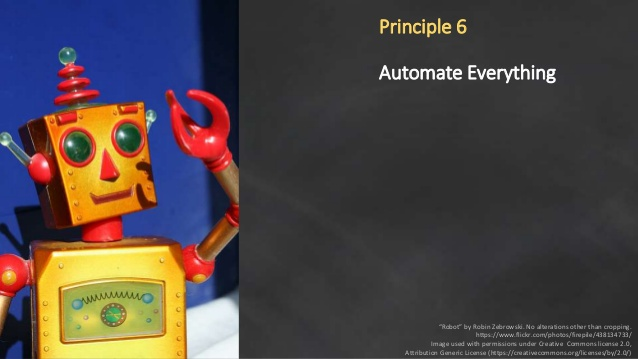 Principle 6
Automate Everything
"Robot" by Robin Zebrowski. No alterations other than cropping.
https://www.flickr.com/photos/firepile/438134733/
Image used with permissions under Creative Commons license 2.0,
Attribution Generic License (https://creativecommons.org/licenses/by/2.0/)